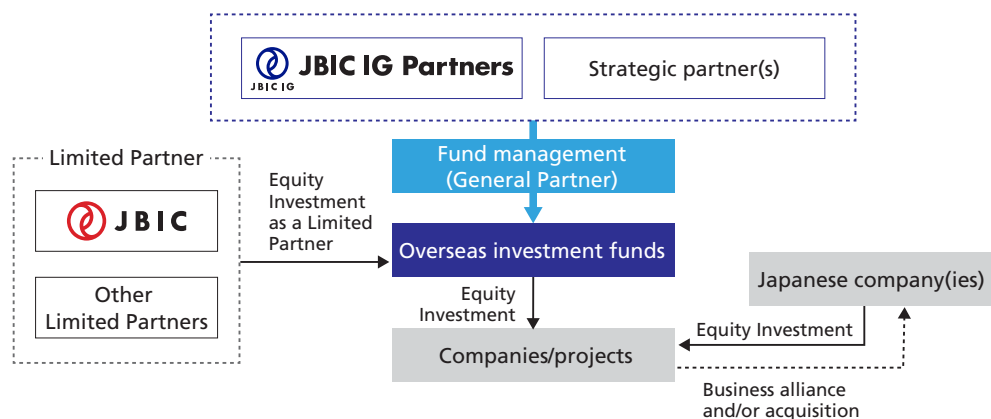 JBIC IG
JBIC IG Partners
Strategic partner(s)
Fund management
(General Partner)
Limited Partner
JBIC
Other
Limited Partners
Equity
Investment
as a Limited
Partner
Overseas investment funds
Equity
Investment
Companies/projects
Japanese company(ies)
Equity Investment
Business alliance
and/or acquisition